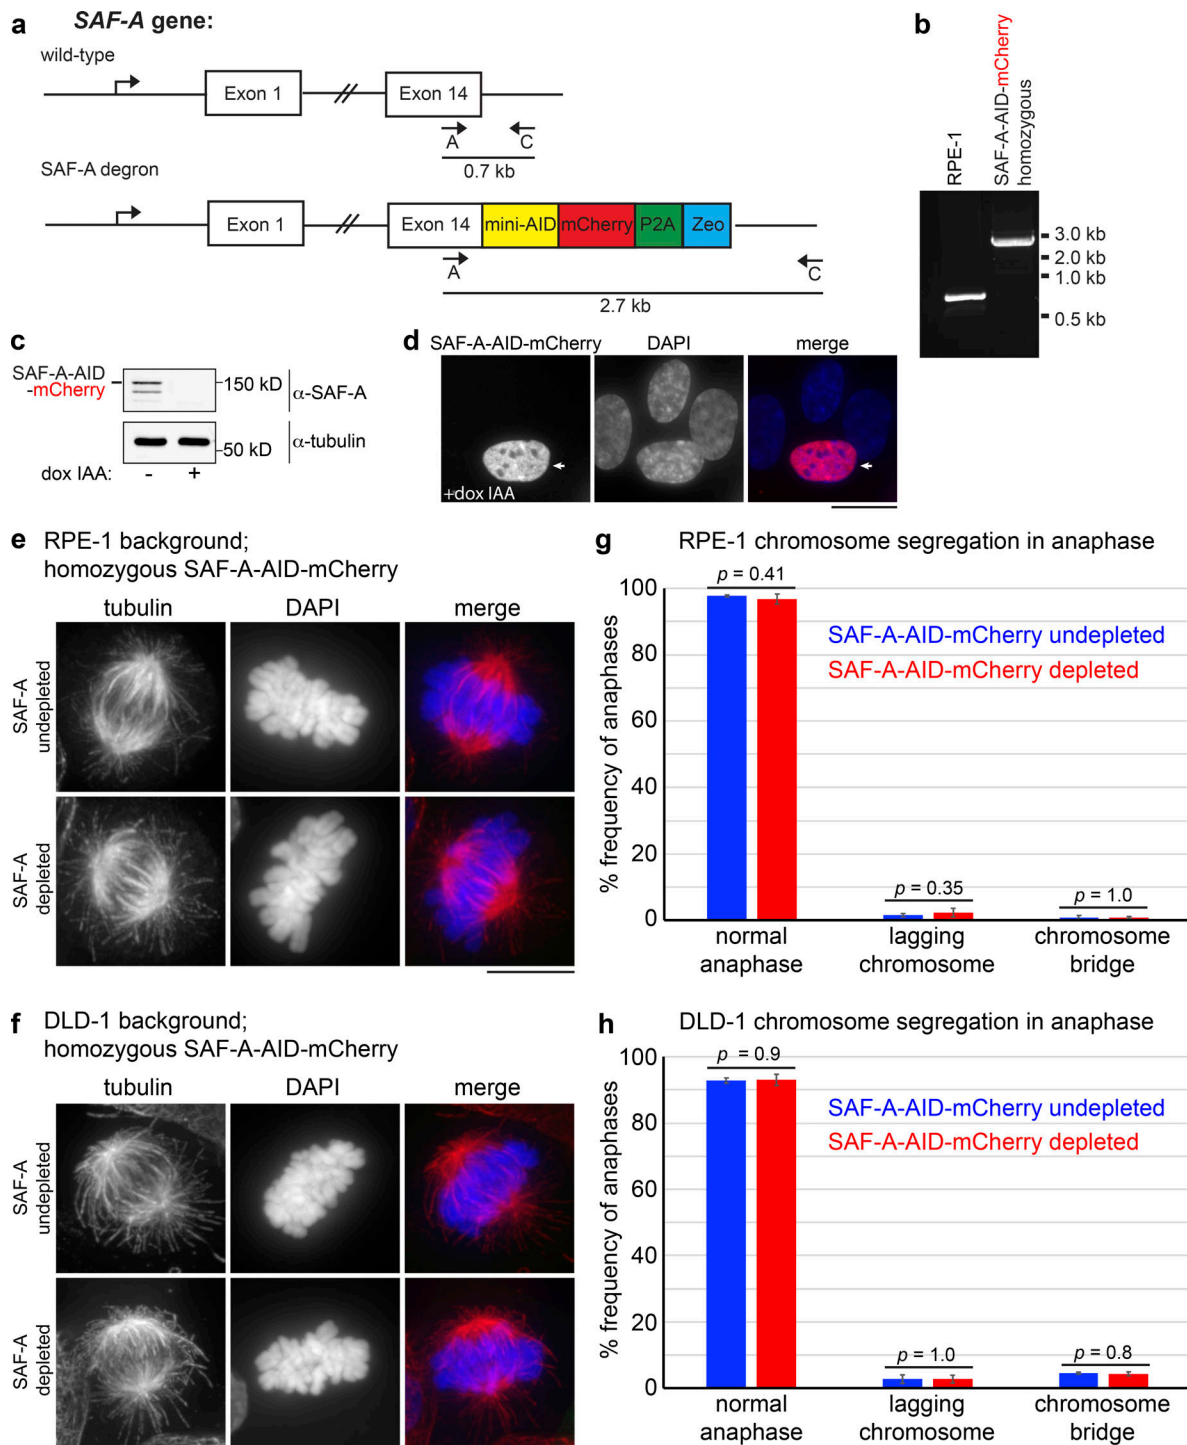 a
SAF-A gene:
wild-type
Exon 1
Exon 14
A
C
0.7 kb
SAF-A degron
Exon 1
Exon 14
mini-AID
mCherry
P2A
Zeo
A
C
2.7 kb
b
RPE-1
SAF-A-AID-mCherry
homozygous
3.0 kb
2.0 kb
1.0 kb
0.5 kb
c
SAF-A-AID
-mCherry
150 kD
α-SAF-A
50 kD
α-tubulin
dox IAA: - +
d
SAF-A-AID-mCherry
DAPI
merge
+dox IAA
e RPE-1 background;
homozygous SAF-A-AID-mCherry
tubulin
DAPI
merge
SAF-A
undepleted
SAF-A
depleted
f DLD-1 background;
homozygous SAF-A-AID-mCherry
tubulin
DAPI
merge
SAF-A
undepleted
SAF-A
depleted
g RPE-1 chromosome segregation in anaphase
% frequency of anaphases
100
80
60
40
20
0
p = 0.41
SAF-A-AID-mCherry undepleted
SAF-A-AID-mCherry depleted
p = 0.35
p = 1.0
normal
anaphase
lagging
chromosome
chromosome
bridge
h DLD-1 chromosome segregation in anaphase
% frequency of anaphases
100
80
60
40
20
0
p = 0.9
SAF-A-AID-mCherry undepleted
SAF-A-AID-mCherry depleted
p = 1.0
p = 0.8
normal
anaphase
lagging
chromosome
chromosome
bridge